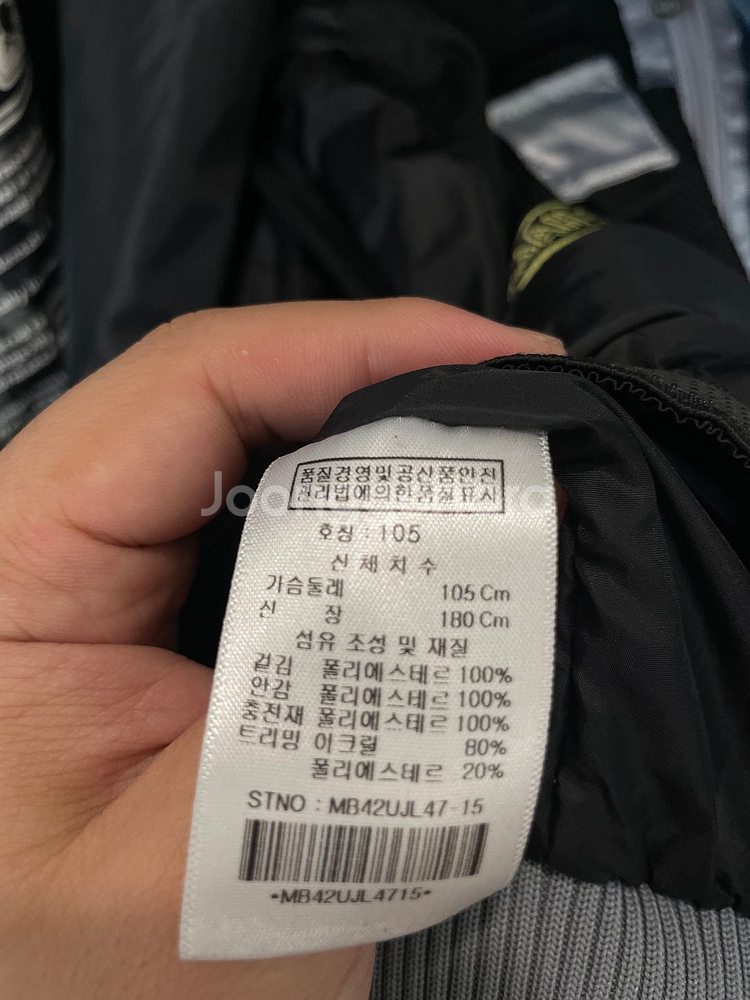 품질경영및공산품안전
관리법에의한품질표시
호칭 : 105
신체치수
가슴둘레 105 Cm
신 장 180 Cm
섬유 조성 및 재질
겉감 폴리에스테르 100%
안감 폴리에스테르 100%
충전재 폴리에스테르 100%
트리밍 아크릴 80%
폴리에스테르 20%
STNO : MB42UJL47-15
*MB42UJL4715*